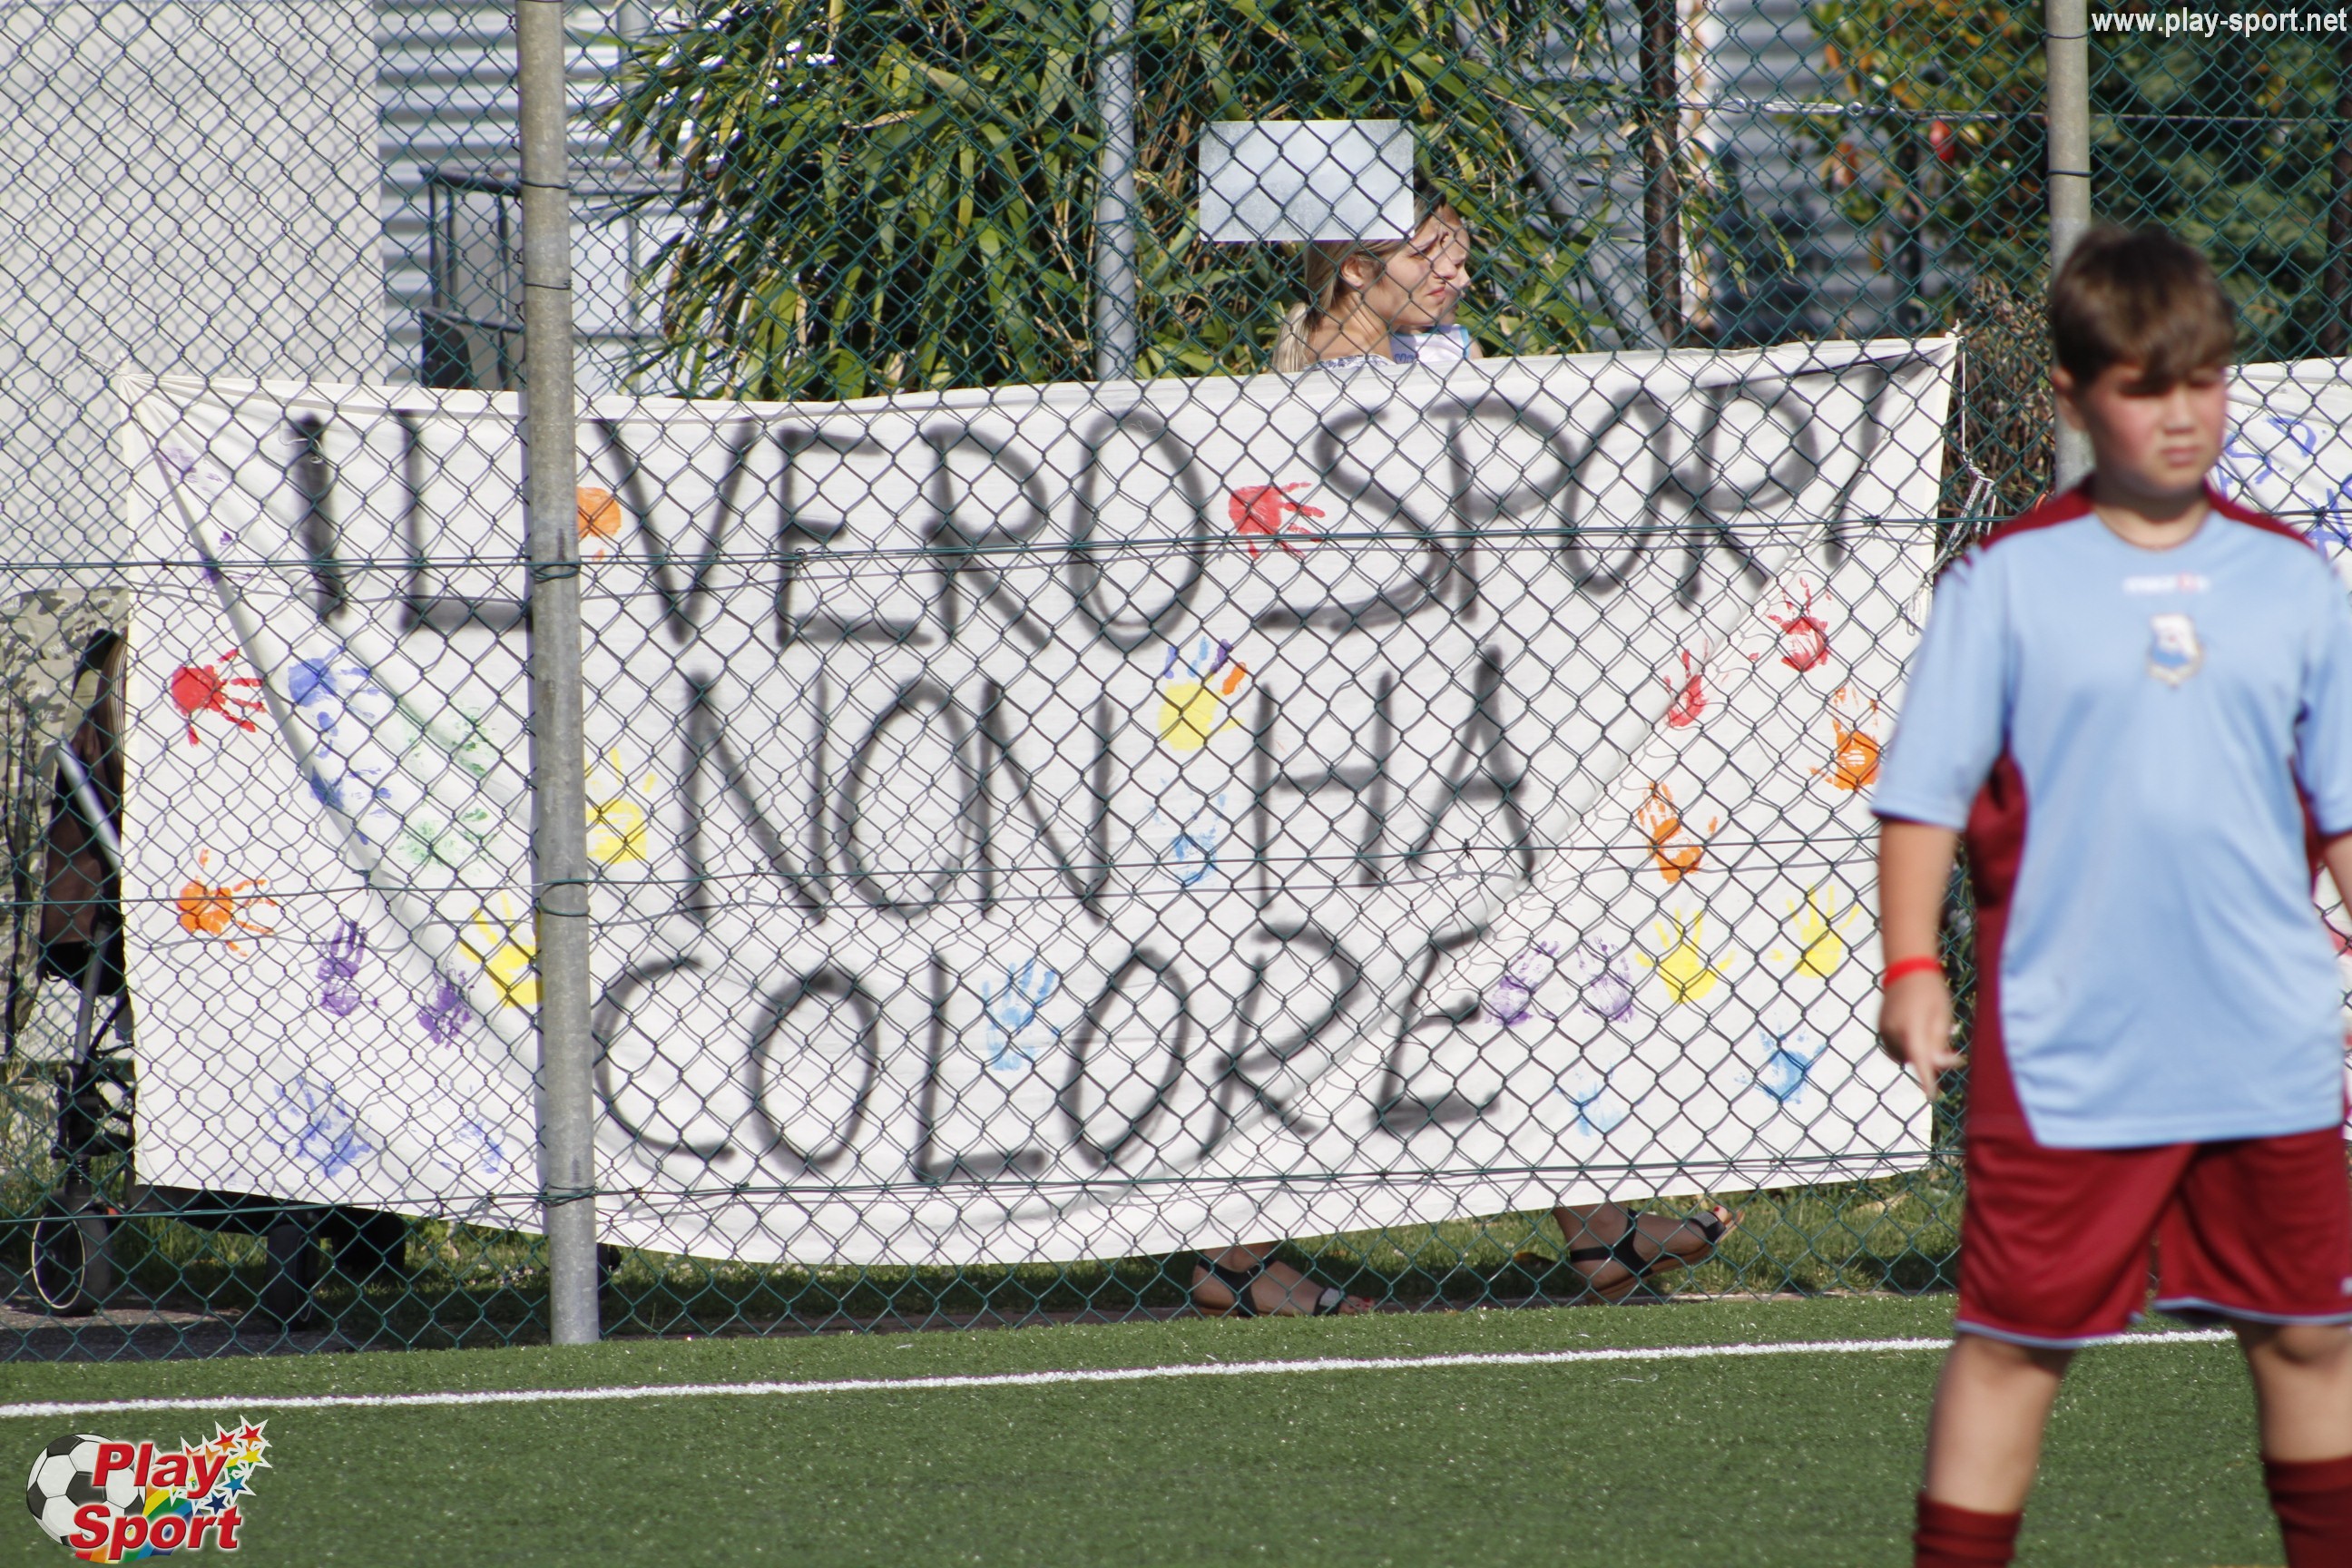 www.play-sport.net
IL VERO SPORT
NON HA
COLORE
Play
Sport